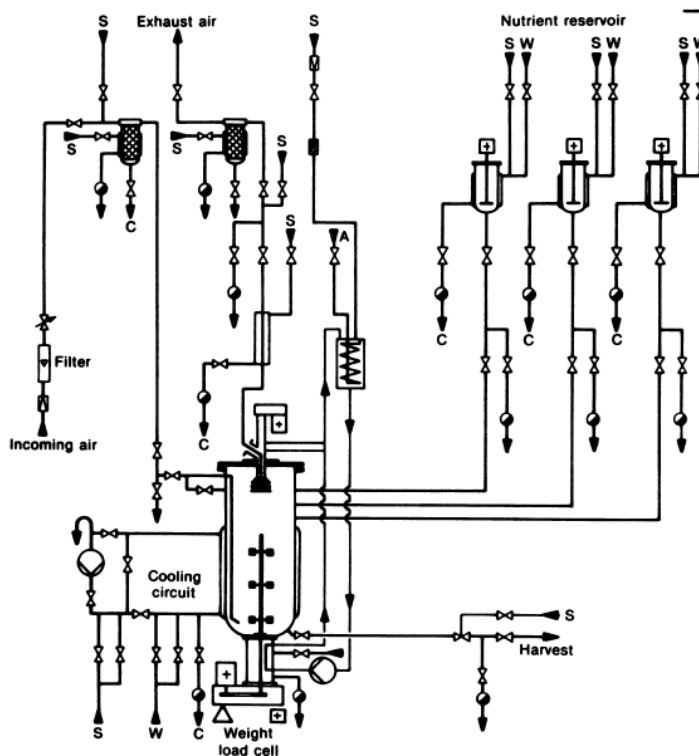 S
Exhaust air
S
Nutrient reservoir
S W
S W
S W
S
S
S
S
A
C
Filter
Incoming air
C
C
C
C
Cooling
circuit
S
Harvest
S
W
C
Weight
load cell